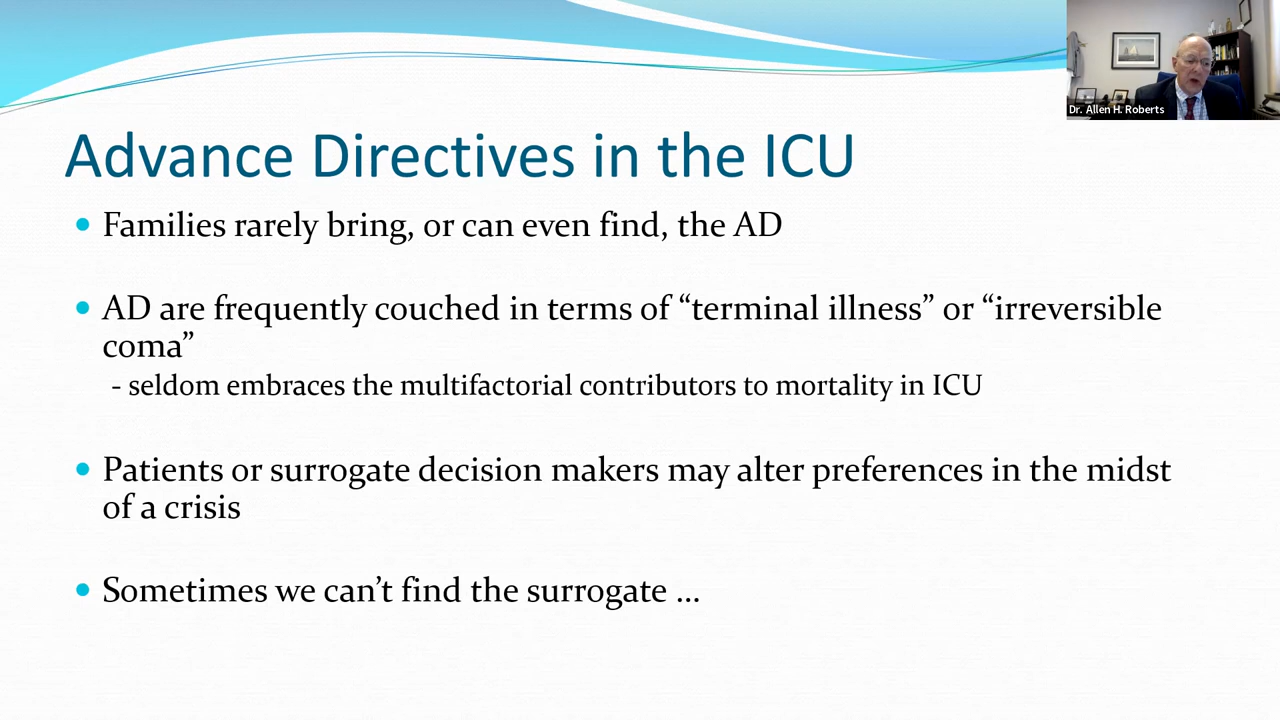 Dr. Allen H. Roberts
Advance Directives in the ICU
• Families rarely bring, or can even find, the AD
• AD are frequently couched in terms of “terminal illness” or “irreversible
coma”
- seldom embraces the multifactorial contributors to mortality in ICU
• Patients or surrogate decision makers may alter preferences in the midst
of a crisis
• Sometimes we can’t find the surrogate ...